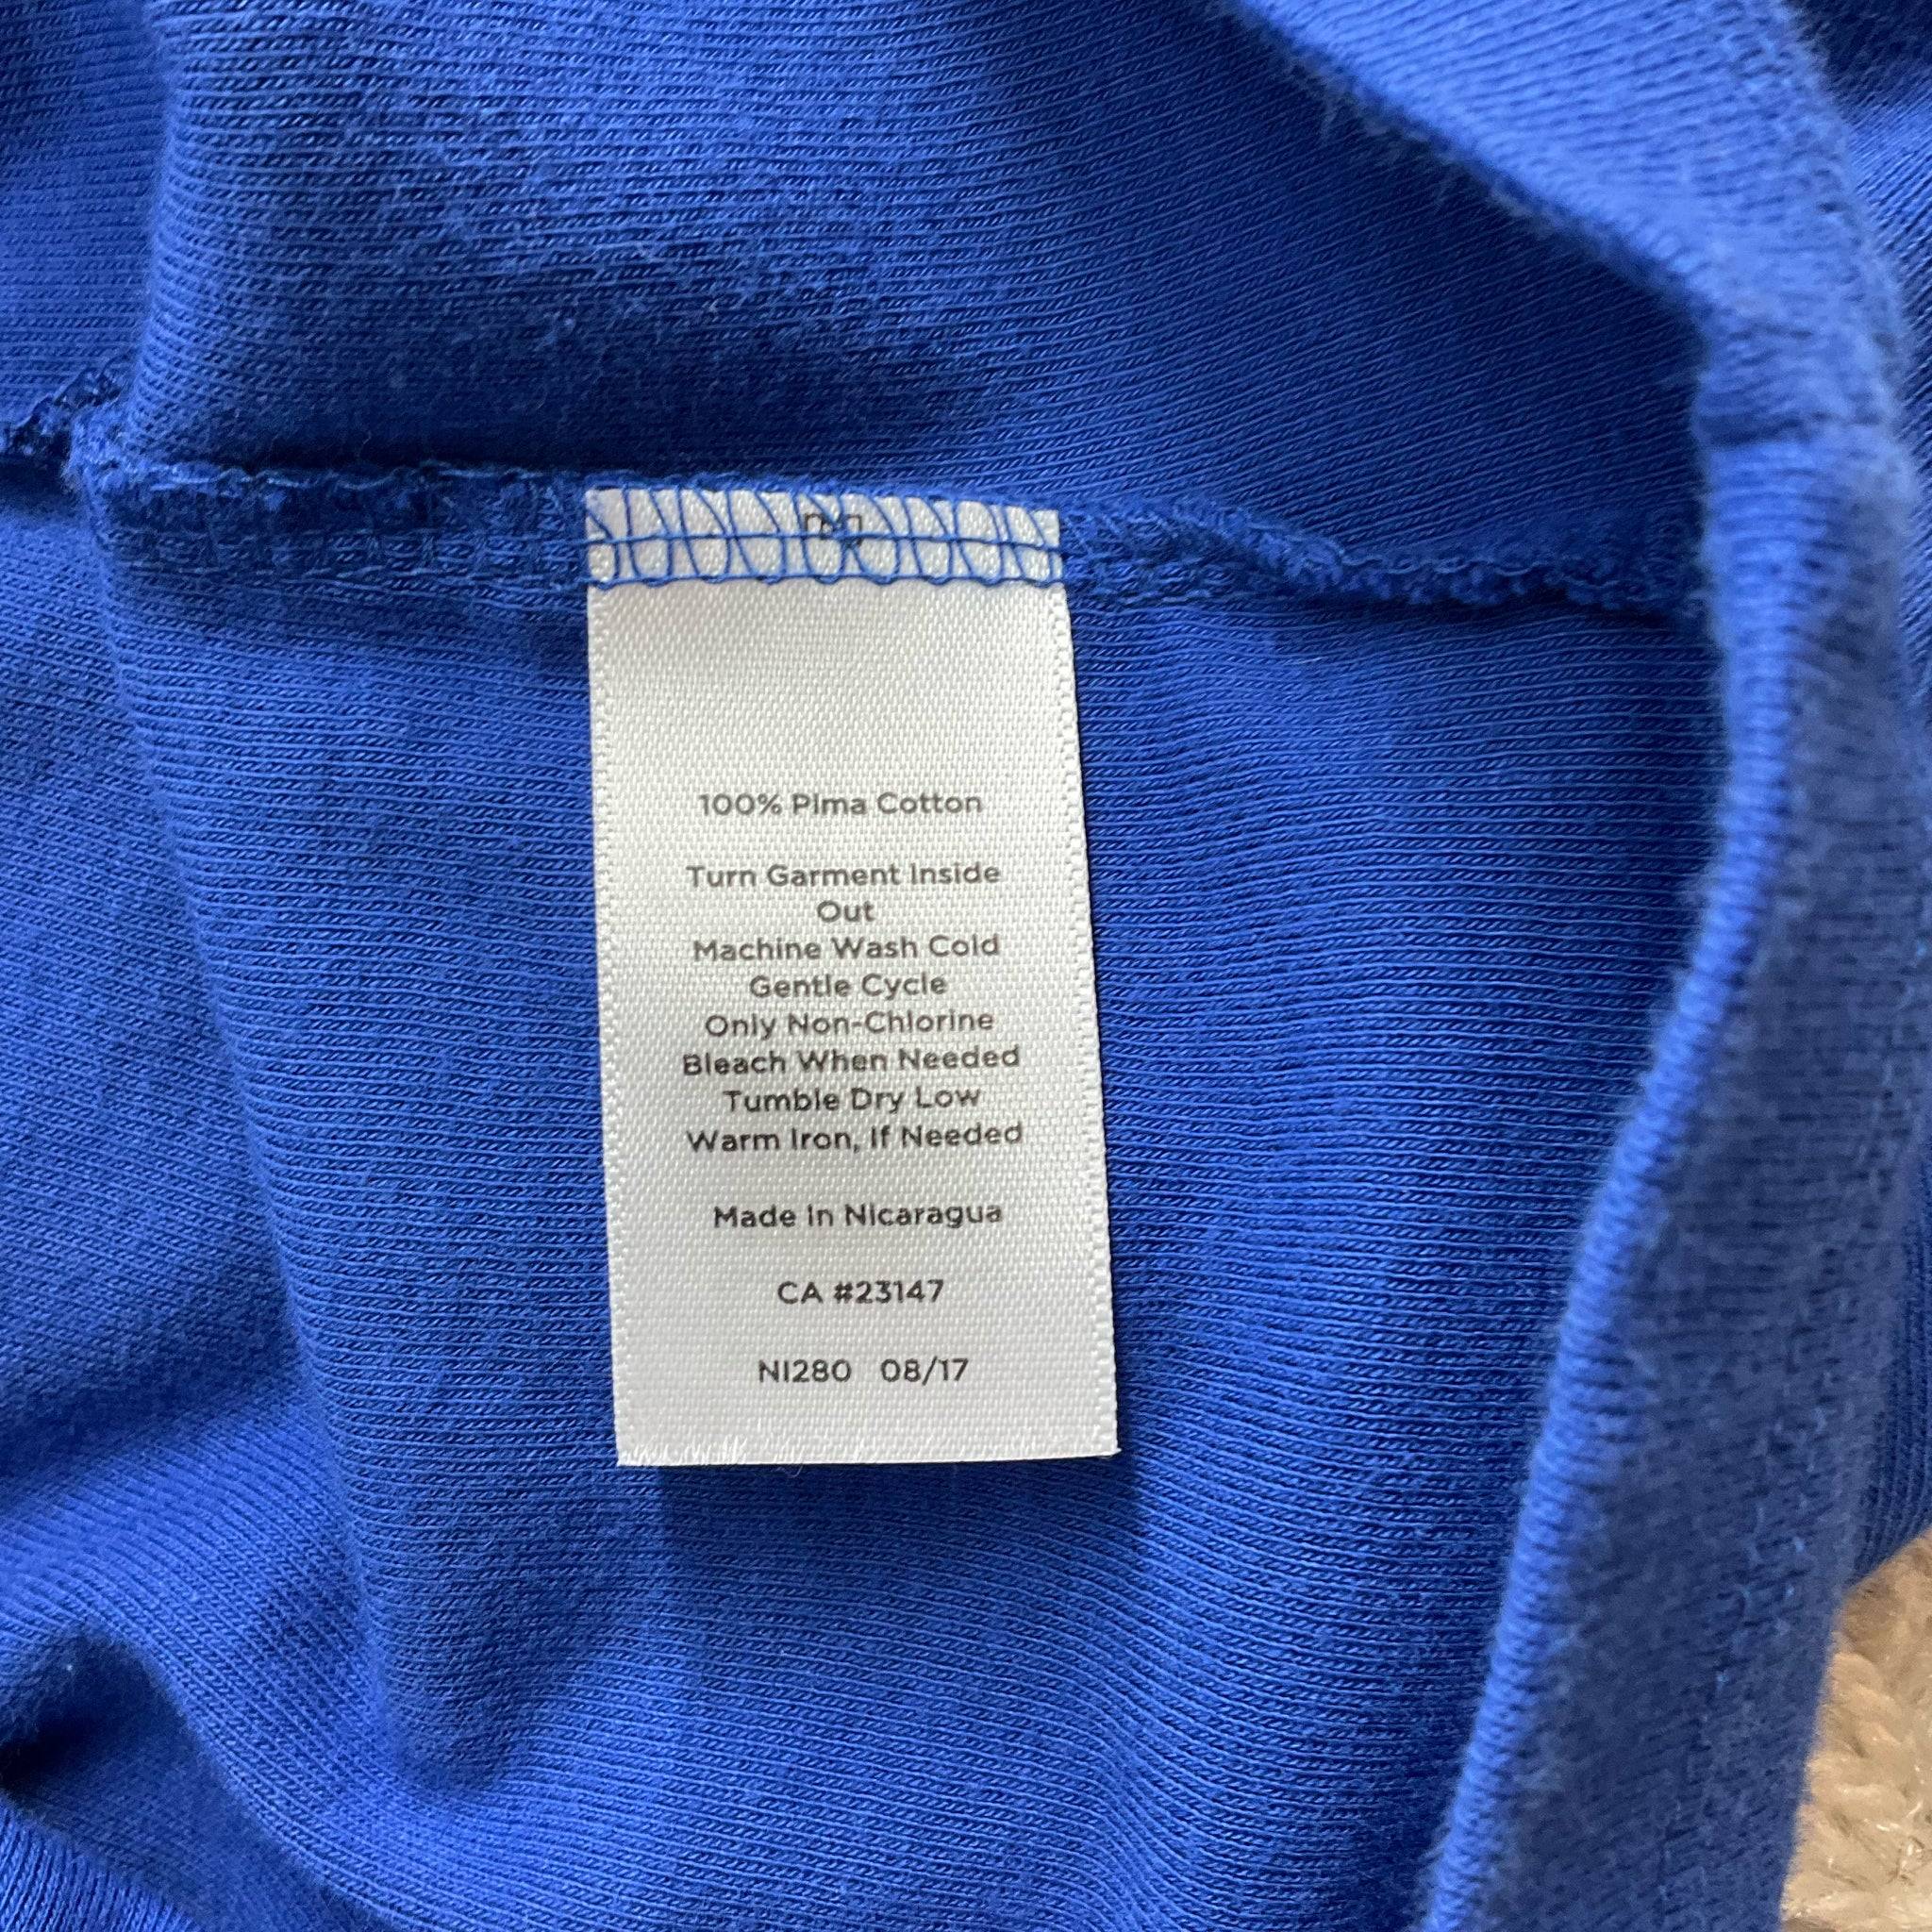 100% Pima Cotton
Turn Garment Inside
Out
Machine Wash Cold
Gentle Cycle
Only Non-Chlorine
Bleach When Needed
Tumble Dry Low
Warm Iron, If Needed
Made in Nicaragua
CA #23147
NI280 08/17